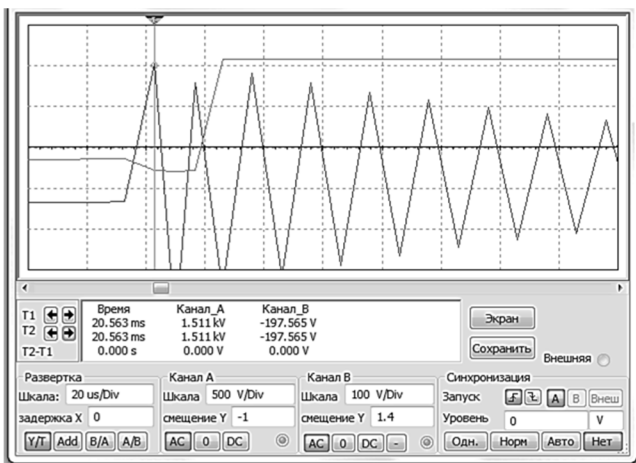 T1
T2
T2-T1
Время Канал_A Канал_B
20.563 ms 1.511 kV -197.565 V
20.563 ms 1.511 kV -197.565 V
0.000 s 0.000 V 0.000 V
Экран
Сохранить
Внешняя
Развертка
Шкала: 20 us/Div
задержка X 0
Y/T Add B/A A/B
Канал A
Шкала 500 V/Div
смещение Y -1
AC 0 DC
Канал B
Шкала 100 V/Div
смещение Y 1.4
AC 0 DC -
Синхронизация
Запуск A B Внеш
Уровень 0 V
Одн. Норм Авто Нет